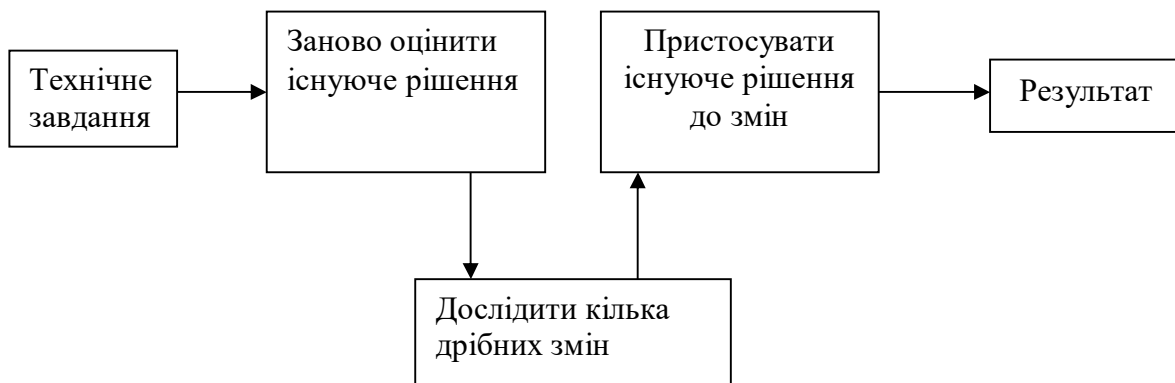 Технічне
завдання
Заново оцінити
існуюче рішення
Дослідити кілька
дрібних змін
Пристосувати
існуюче рішення
до змін
Результат